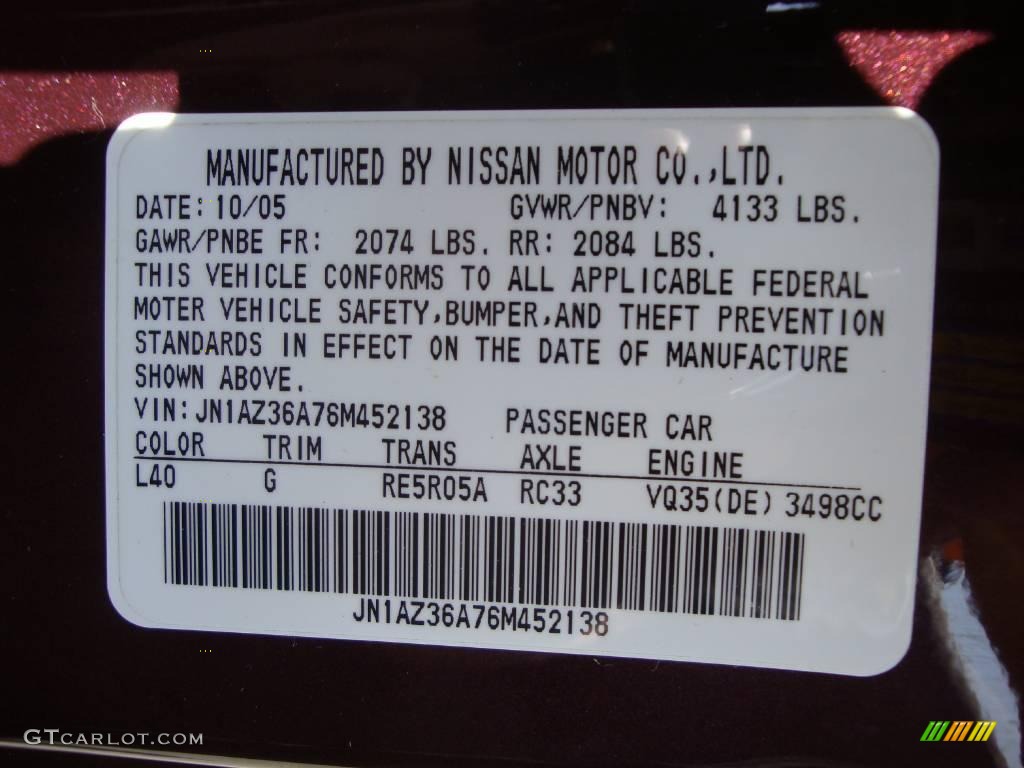 MANUFACTURED BY NISSAN MOTOR CO.,LTD.
DATE: 10/05 GVWR/PNBV: 4133 LBS.
GAWR/PNBE FR: 2074 LBS. RR: 2084 LBS.
THIS VEHICLE CONFORMS TO ALL APPLICABLE FEDERAL
MOTER VEHICLE SAFETY,BUMPER,AND THEFT PREVENTION
STANDARDS IN EFFECT ON THE DATE OF MANUFACTURE
SHOWN ABOVE.
VIN:JN1AZ36A76M452138 PASSENGER CAR
COLOR TRIM TRANS AXLE ENGINE
L40 G RE5R05A RC33 VQ35(DE) 3498CC
JN1AZ36A76M452138
GTCARLOT.COM